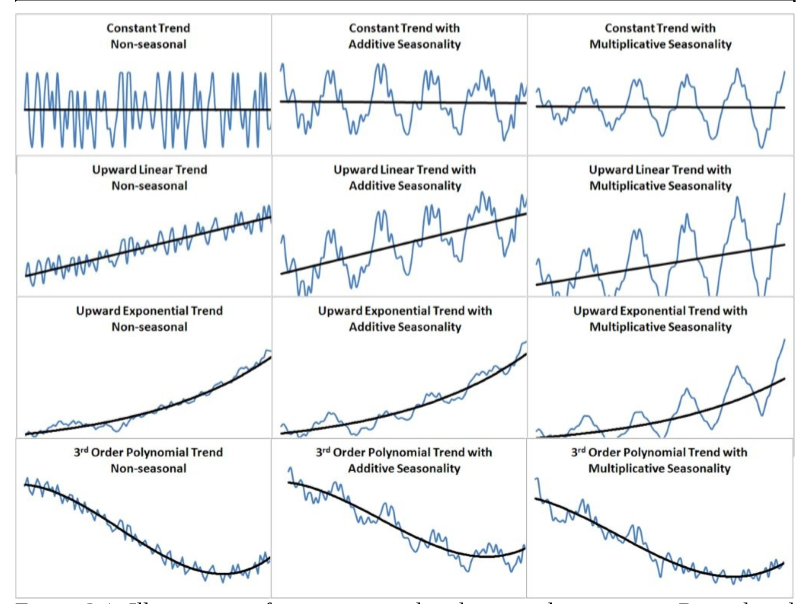 Constant Trend
Non-seasonal
Constant Trend with
Additive Seasonality
Constant Trend with
Multiplicative Seasonality
Upward Linear Trend
Non-seasonal
Upward Linear Trend with
Additive Seasonality
Upward Linear Trend with
Multiplicative Seasonality
Upward Exponential Trend
Non-seasonal
Upward Exponential Trend with
Additive Seasonality
Upward Exponential Trend with
Multiplicative Seasonality
3rd Order Polynomial Trend
Non-seasonal
3rd Order Polynomial Trend with
Additive Seasonality
3rd Order Polynomial Trend with
Multiplicative Seasonality